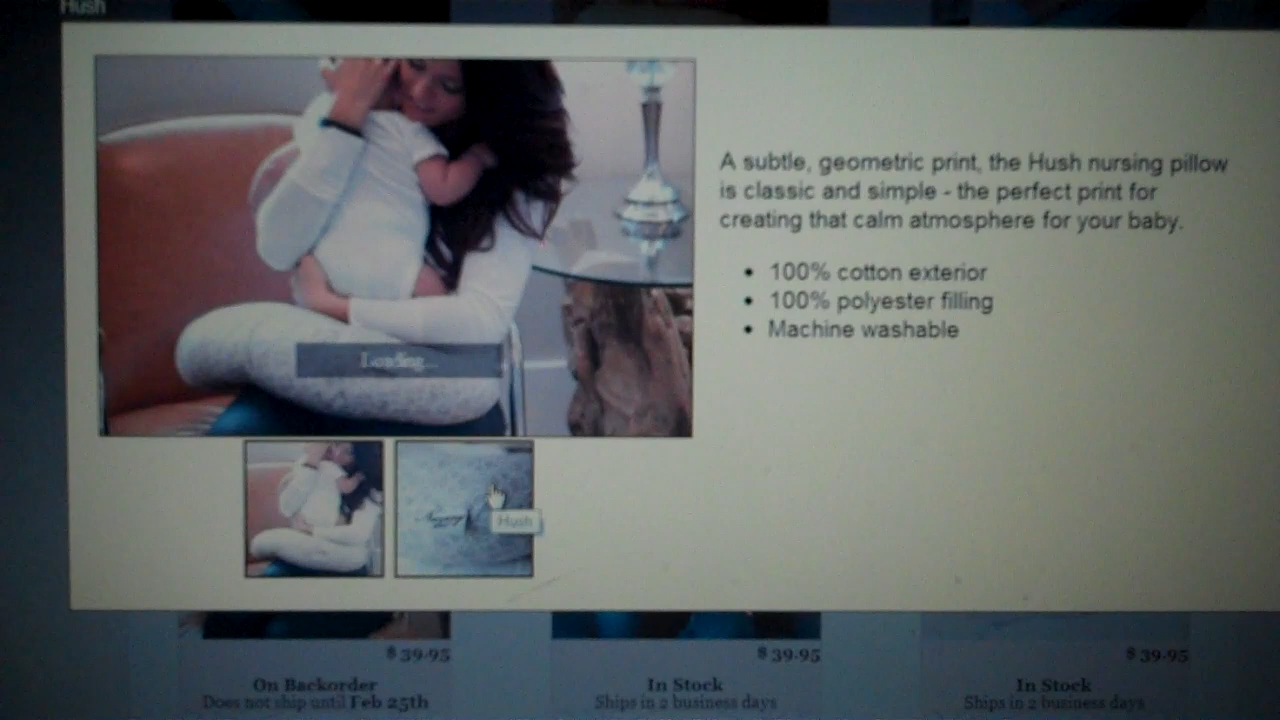 Hush
A subtle, geometric print, the Hush nursing pillow
is classic and simple - the perfect print for
creating that calm atmosphere for your baby.
• 100% cotton exterior
• 100% polyester filling
• Machine washable
Loading...
Nursing
Hush
$ 39.95
$ 39.95
$ 39.95
On Backorder
In Stock
In Stock
Does not ship until Feb 25th
Ships in 2 business days
Ships in 2 business days